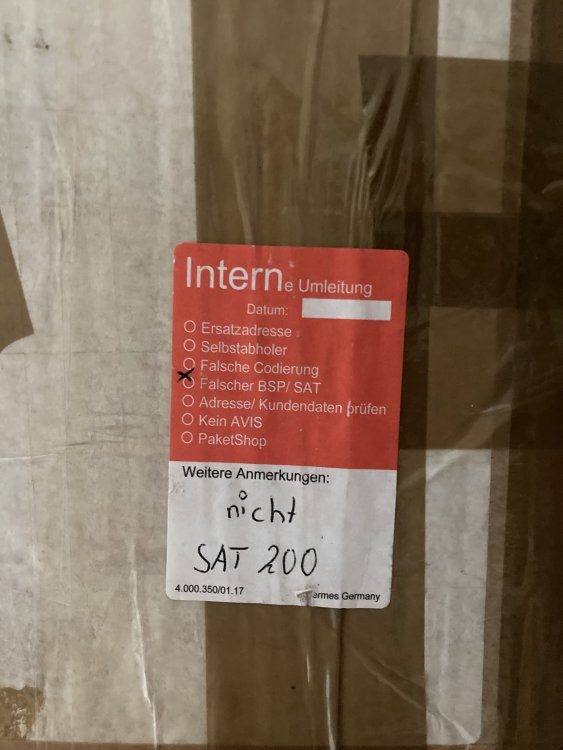 Interne Umleitung
Datum:
Ersatzadresse
Selbstabholer
Falsche Codierung
Falscher BSP/ SAT
Adresse/ Kundendaten prüfen
Kein AVIS
PaketShop
Weitere Anmerkungen:
nicht
SAT 200
4.000.350/01.17 ermes Germany